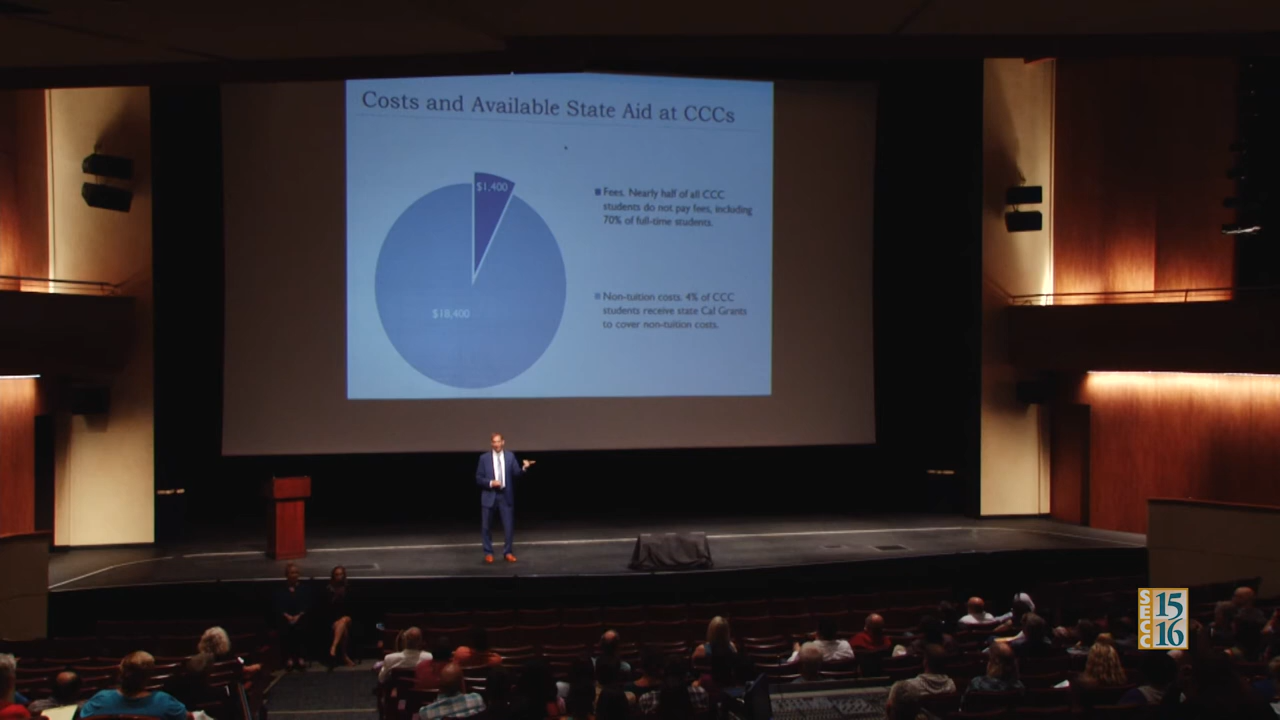 Costs and Available State Aid at CCCs
$1,400
Fees. Nearly half of all CCC
students do not pay fees, including
70% of full-time students.
$18,400
Non-tuition costs. 4% of CCC
students receive state Cal Grants
to cover non-tuition costs.
SECC
15
16